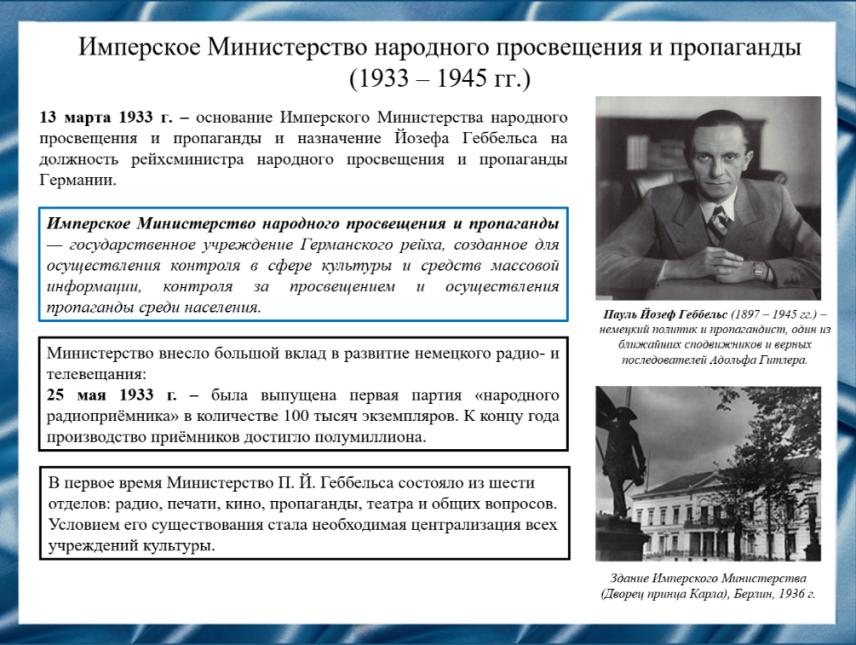 Имперское Министерство народного просвещения и пропаганды
(1933 – 1945 гг.)
13 марта 1933 г. – основание Имперского Министерства народного
просвещения и пропаганды и назначение Йозефа Геббельса на
должность рейхсминистра народного просвещения и пропаганды
Германии.
Имперское Министерство народного просвещения и пропаганды
— государственное учреждение Германского рейха, созданное для
осуществления контроля в сфере культуры и средств массовой
информации, контроля за просвещением и осуществления
пропаганды среди населения.
Министерство внесло большой вклад в развитие немецкого радио- и
телевещания:
25 мая 1933 г. – была выпущена первая партия «народного
радиоприёмника» в количестве 100 тысяч экземпляров. К концу года
производство приёмников достигло полумиллиона.
В первое время Министерство П. Й. Геббельса состояло из шести
отделов: радио, печати, кино, пропаганды, театра и общих вопросов.
Условием его существования стала необходимая централизация всех
учреждений культуры.
Пауль Йозеф Геббельс (1897 – 1945 гг.) –
немецкий политик и пропагандист, один из
ближайших сподвижников и верных
последователей Адольфа Гитлера.
Здание Имперского Министерства
(Дворец принца Карла), Берлин, 1936 г.